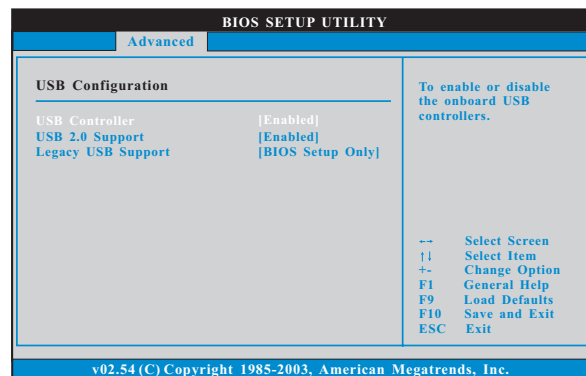 BIOS SETUP UTILITY
Advanced
USB Configuration
USB Controller [Enabled]
USB 2.0 Support [Enabled]
Legacy USB Support [BIOS Setup Only]
To enable or disable
the onboard USB
controllers.
←→ Select Screen
↑↓ Select Item
+- Change Option
F1 General Help
F9 Load Defaults
F10 Save and Exit
ESC Exit
v02.54 (C) Copyright 1985-2003, American Megatrends, Inc.